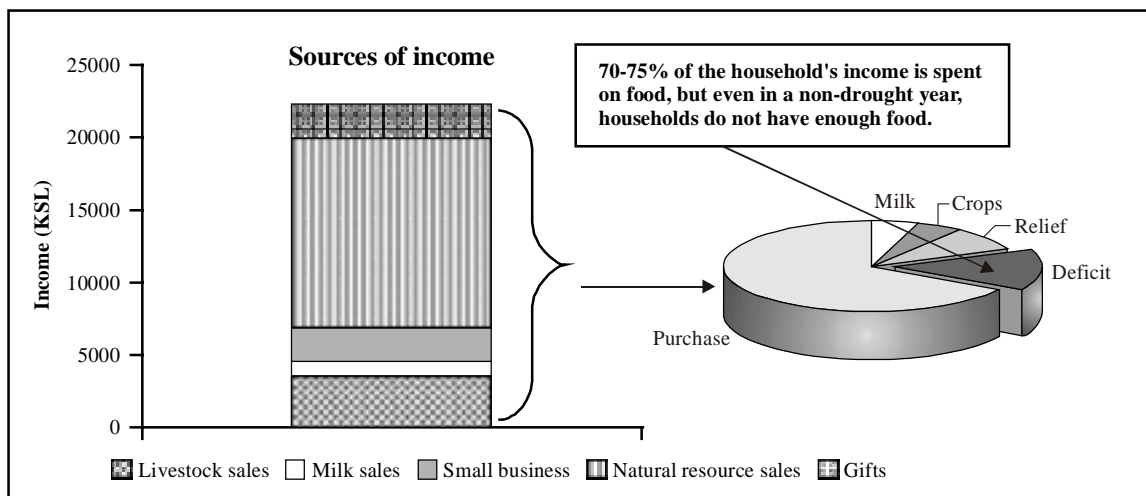 Sources of income
70-75% of the household's income is spent
on food, but even in a non-drought year,
households do not have enough food.
Income (KSL)
25000
20000
15000
10000
5000
0
Milk
Crops
Relief
Deficit
Purchase
Livestock sales Milk sales Small business Natural resource sales Gifts